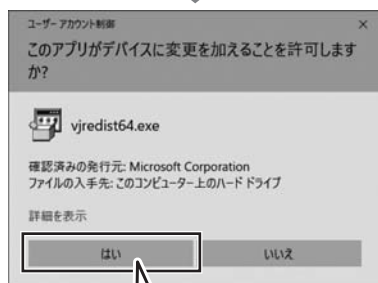 ユーザー アカウント制御
×
このアプリがデバイスに変更を加えることを許可します
か?
vjredist64.exe
確認済みの発行元: Microsoft Corporation
ファイルの入手先: このコンピューター上のハード ドライブ
詳細を表示
はい
いいえ